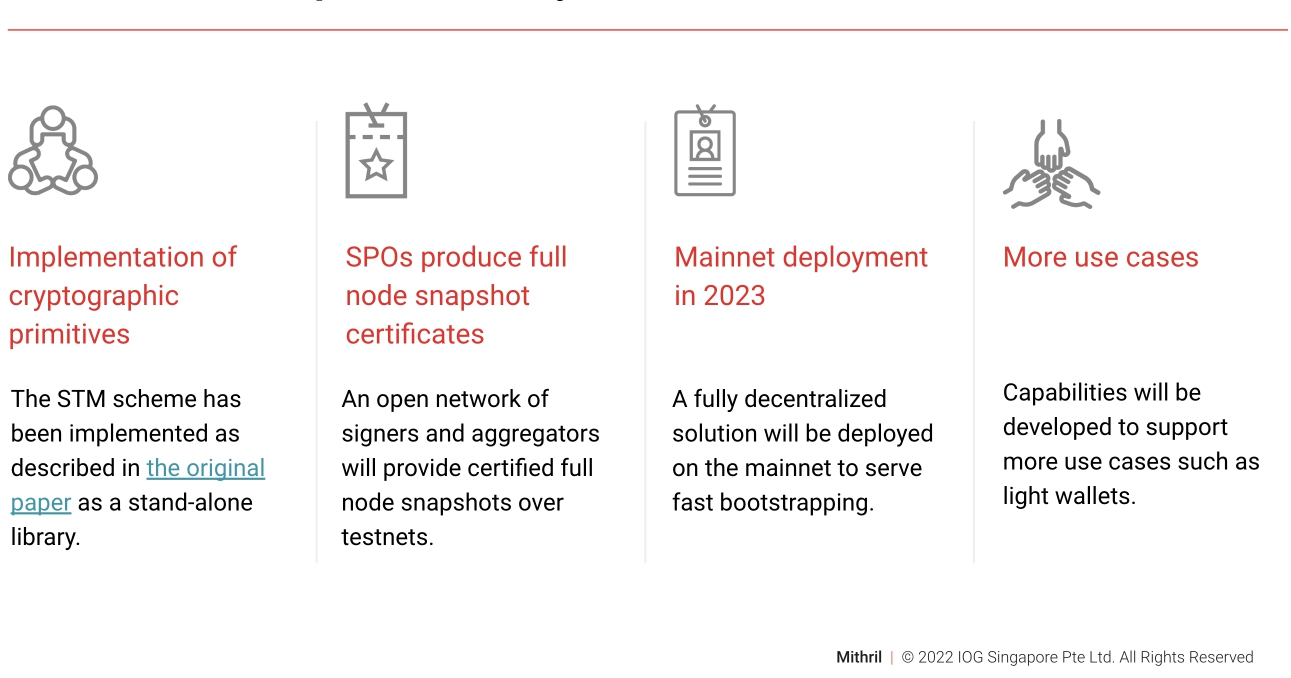 Implementation of
cryptographic
primitives
The STM scheme has
been implemented as
described in the original
paper as a stand-alone
library.
SPOs produce full
node snapshot
certificates
An open network of
signers and aggregators
will provide certified full
node snapshots over
testnets.
Mainnet deployment
in 2023
A fully decentralized
solution will be deployed
on the mainnet to serve
fast bootstrapping.
More use cases
Capabilities will be
developed to support
more use cases such as
light wallets.
Mithril | © 2022 IOG Singapore Pte Ltd. All Rights Reserved